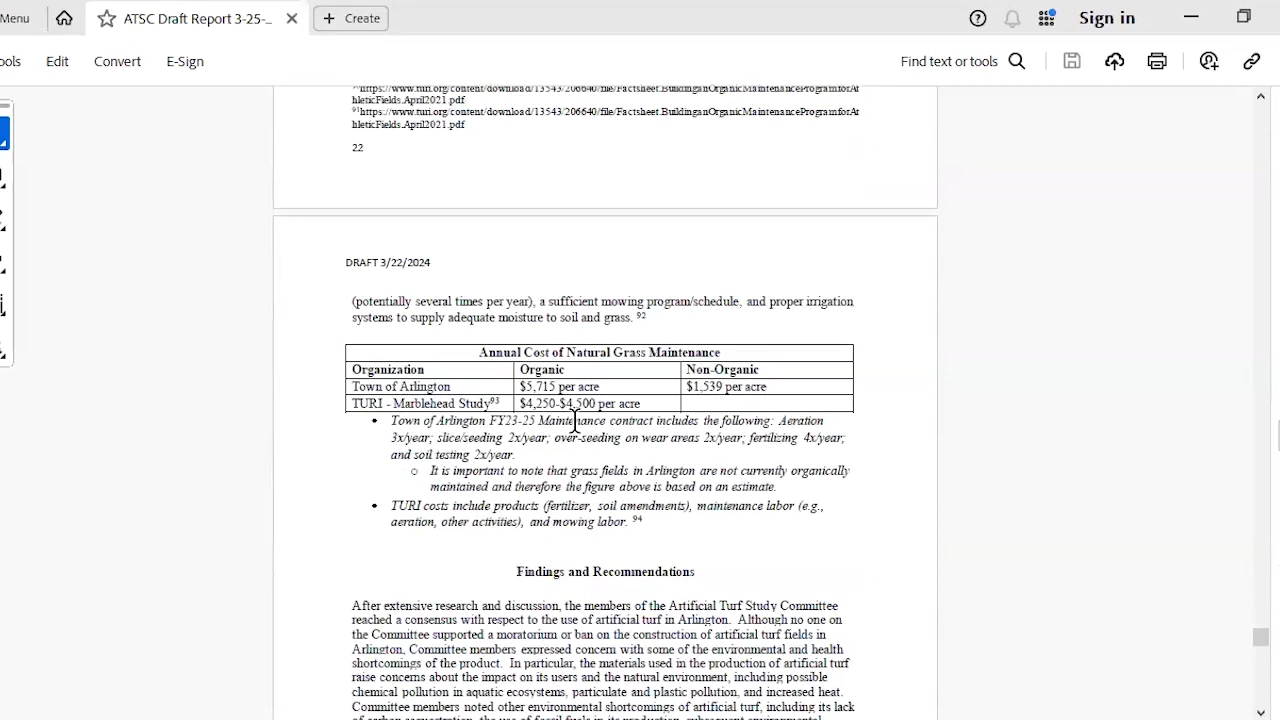 Menu
ATSC Draft Report 3-25-...
Create
Sign in
ools
Edit
Convert
E-Sign
Find text or tools
hleticFields.April2021.pdf
91https://www.turi.org/content/download/13543/206640/file/Factsheet.BuildinganOrganicMaintenanceProgramforAt
hleticFields.April2021.pdf
22
DRAFT 3/22/2024
(potentially several times per year), a sufficient mowing program/schedule, and proper irrigation
systems to supply adequate moisture to soil and grass. 92
Annual Cost of Natural Grass Maintenance
Organization Organic Non-Organic
Town of Arlington $5,715 per acre $1,539 per acre
TURI - Marblehead Study93 $4,250-$4,500 per acre
• Town of Arlington FY23-25 Maintenance contract includes the following: Aeration
3x/year; slice/seeding 2x/year; over-seeding on wear areas 2x/year; fertilizing 4x/year;
and soil testing 2x/year.
o It is important to note that grass fields in Arlington are not currently organically
maintained and therefore the figure above is based on an estimate.
• TURI costs include products (fertilizer, soil amendments), maintenance labor (e.g.,
aeration, other activities), and mowing labor. 94
Findings and Recommendations
After extensive research and discussion, the members of the Artificial Turf Study Committee
reached a consensus with respect to the use of artificial turf in Arlington. Although no one on
the Committee supported a moratorium or ban on the construction of artificial turf fields in
Arlington, Committee members expressed concern with some of the environmental and health
shortcomings of the product. In particular, the materials used in the production of artificial turf
raise concerns about the impact on its users and the natural environment, including possible
chemical pollution in aquatic ecosystems, particulate and plastic pollution, and increased heat.
Committee members noted other environmental shortcomings of artificial turf, including its lack